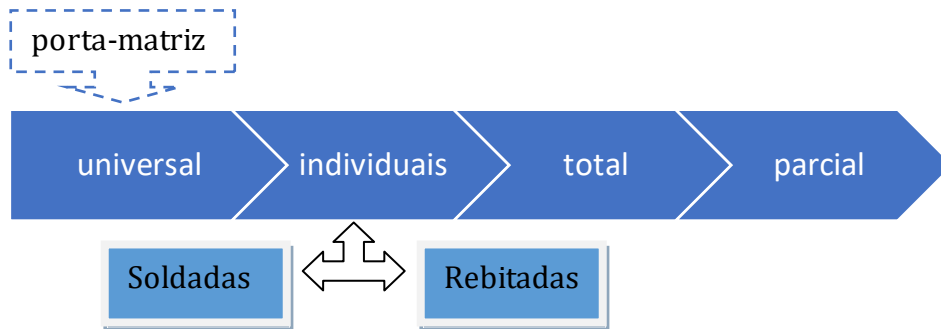 porta-matriz
universal
individuais
total
parcial
Soldadas
Rebitadas